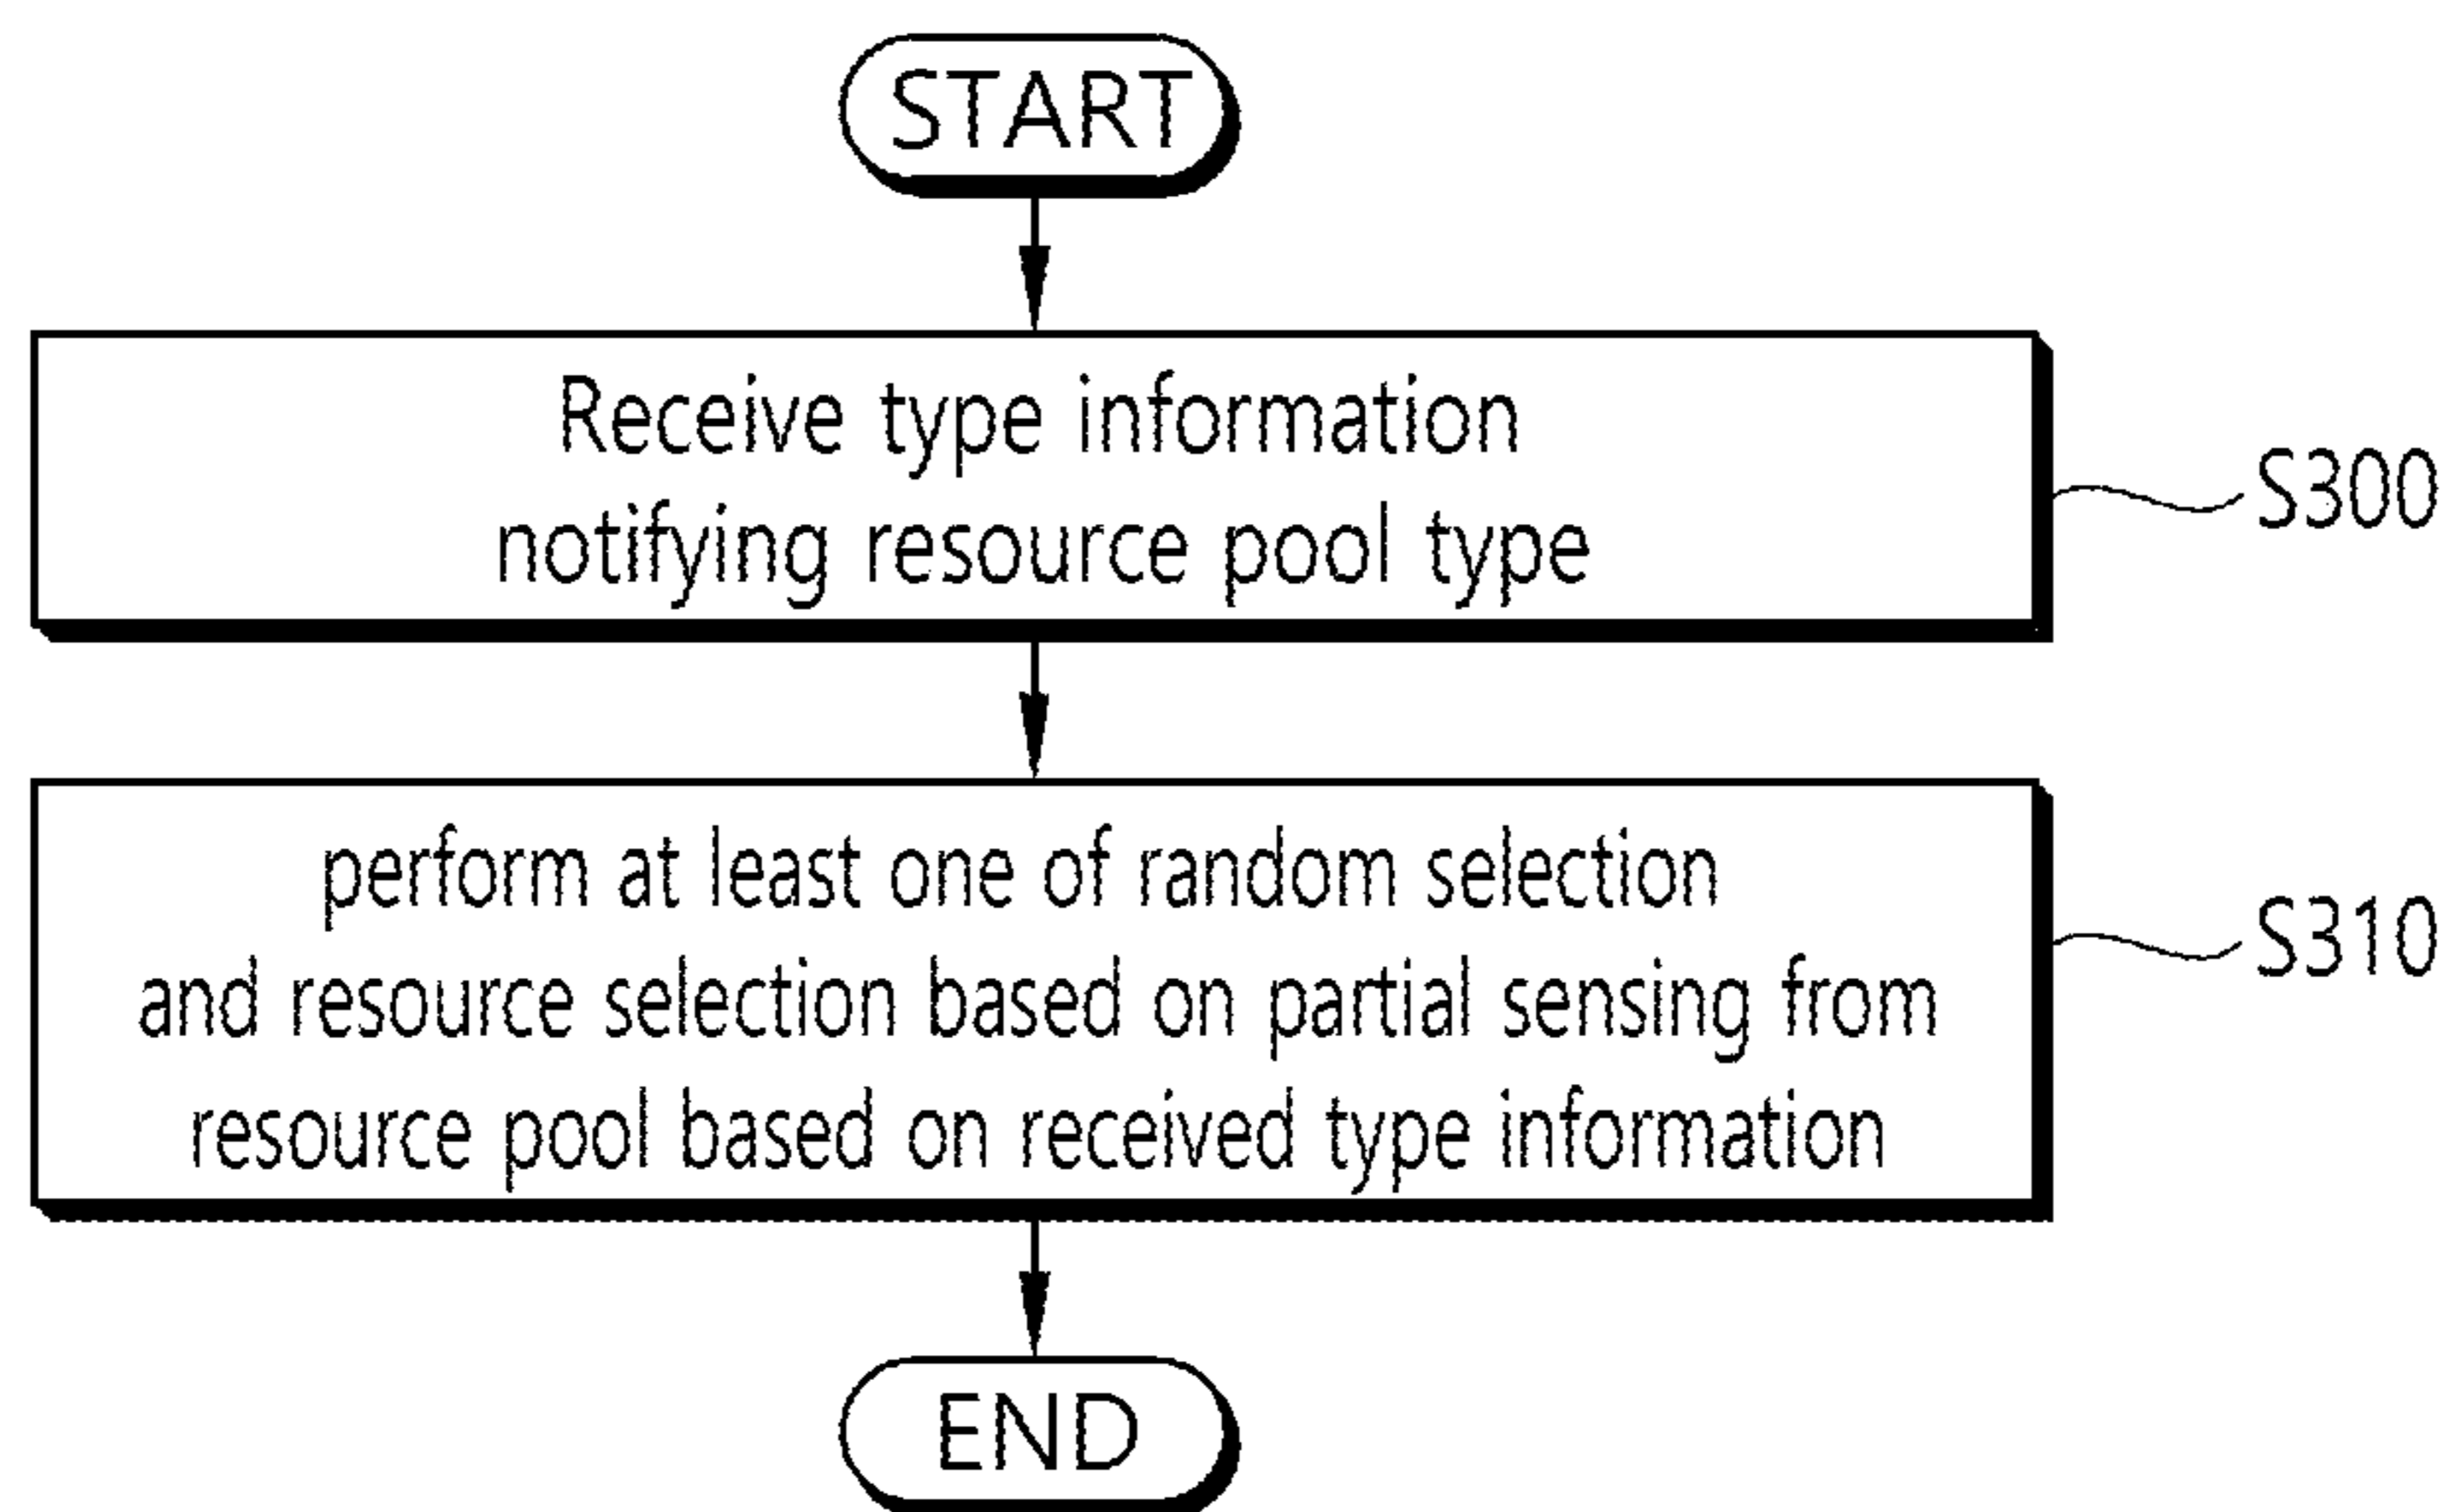 START
Receive type information
notifying resource pool type
S300
perform at least one of random selection
and resource selection based on partial sensing from
resource pool based on received type information
S310
END